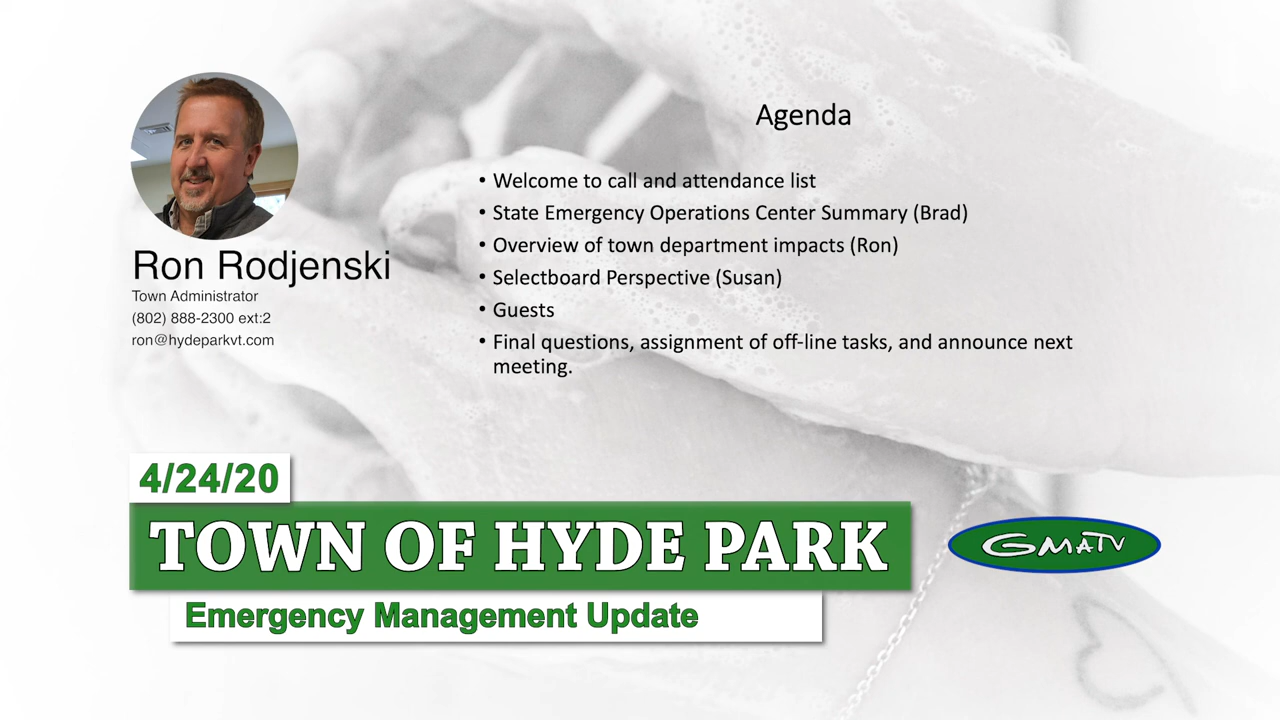 Agenda
• Welcome to call and attendance list
• State Emergency Operations Center Summary (Brad)
• Overview of town department impacts (Ron)
• Selectboard Perspective (Susan)
• Guests
• Final questions, assignment of off-line tasks, and announce next
meeting.
Ron Rodjenski
Town Administrator
(802) 888-2300 ext:2
ron@hydeparkvt.com
4/24/20
TOWN OF HYDE PARK
GMATV
Emergency Management Update